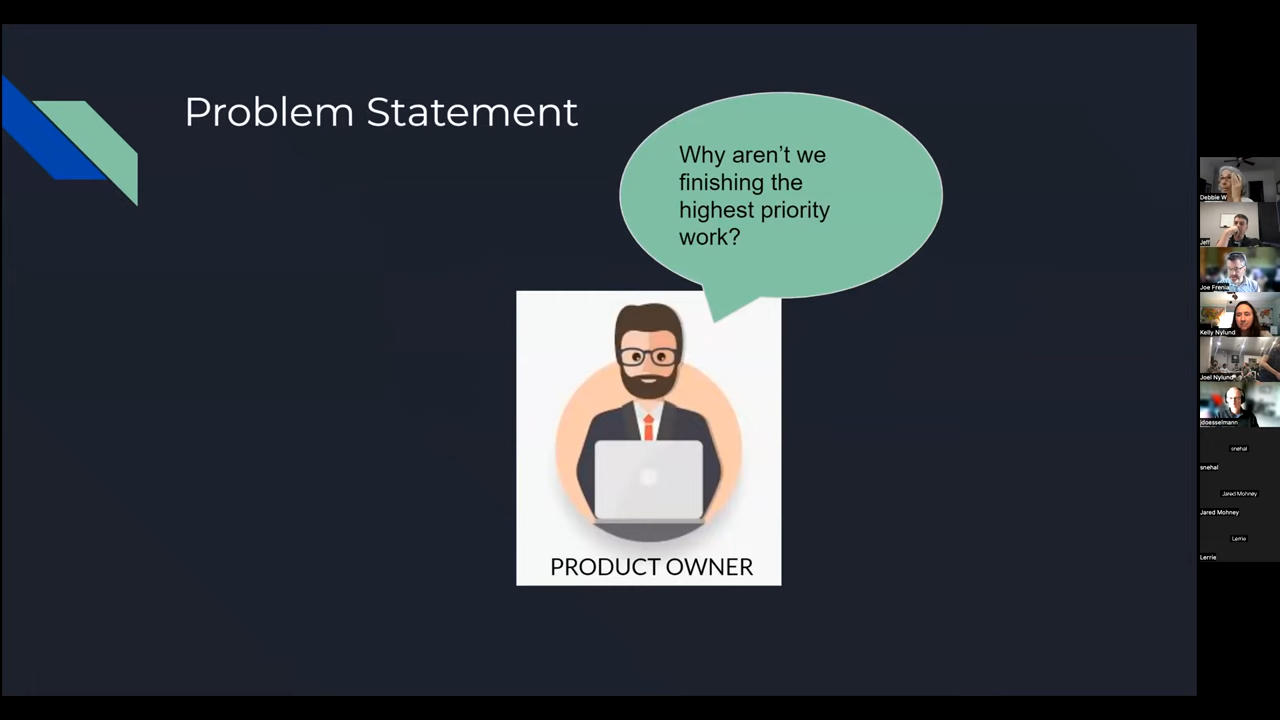 Problem Statement
Why aren't we
finishing the
highest priority
work?
PRODUCT OWNER
Debbie W
Jeff
Joe Frenia
Kelly Nylund
Joel Nylund
jdoesselmann
snehal
snehal
Jared Mohney
Jared Mohney
Lerrie
Lerrie